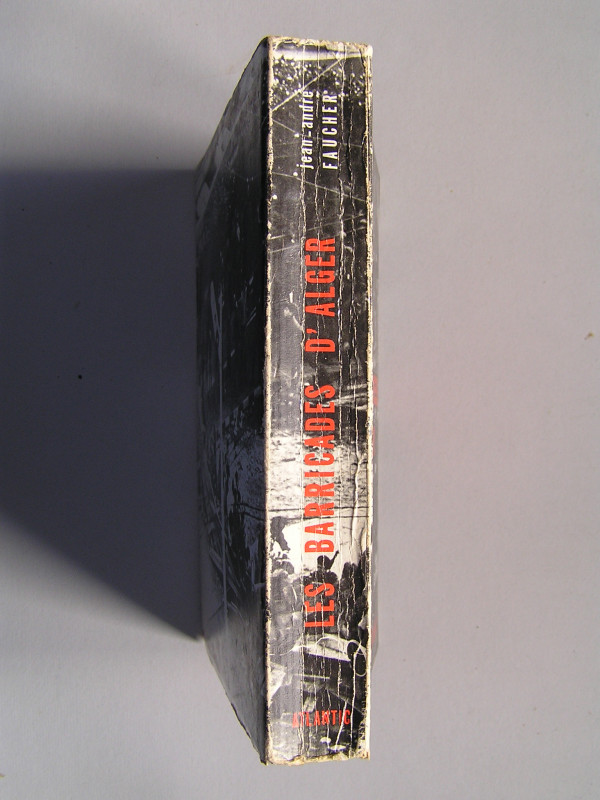 jean-andré
FAUCHER
LES BARRICADES D'ALGER
ATLANTIC